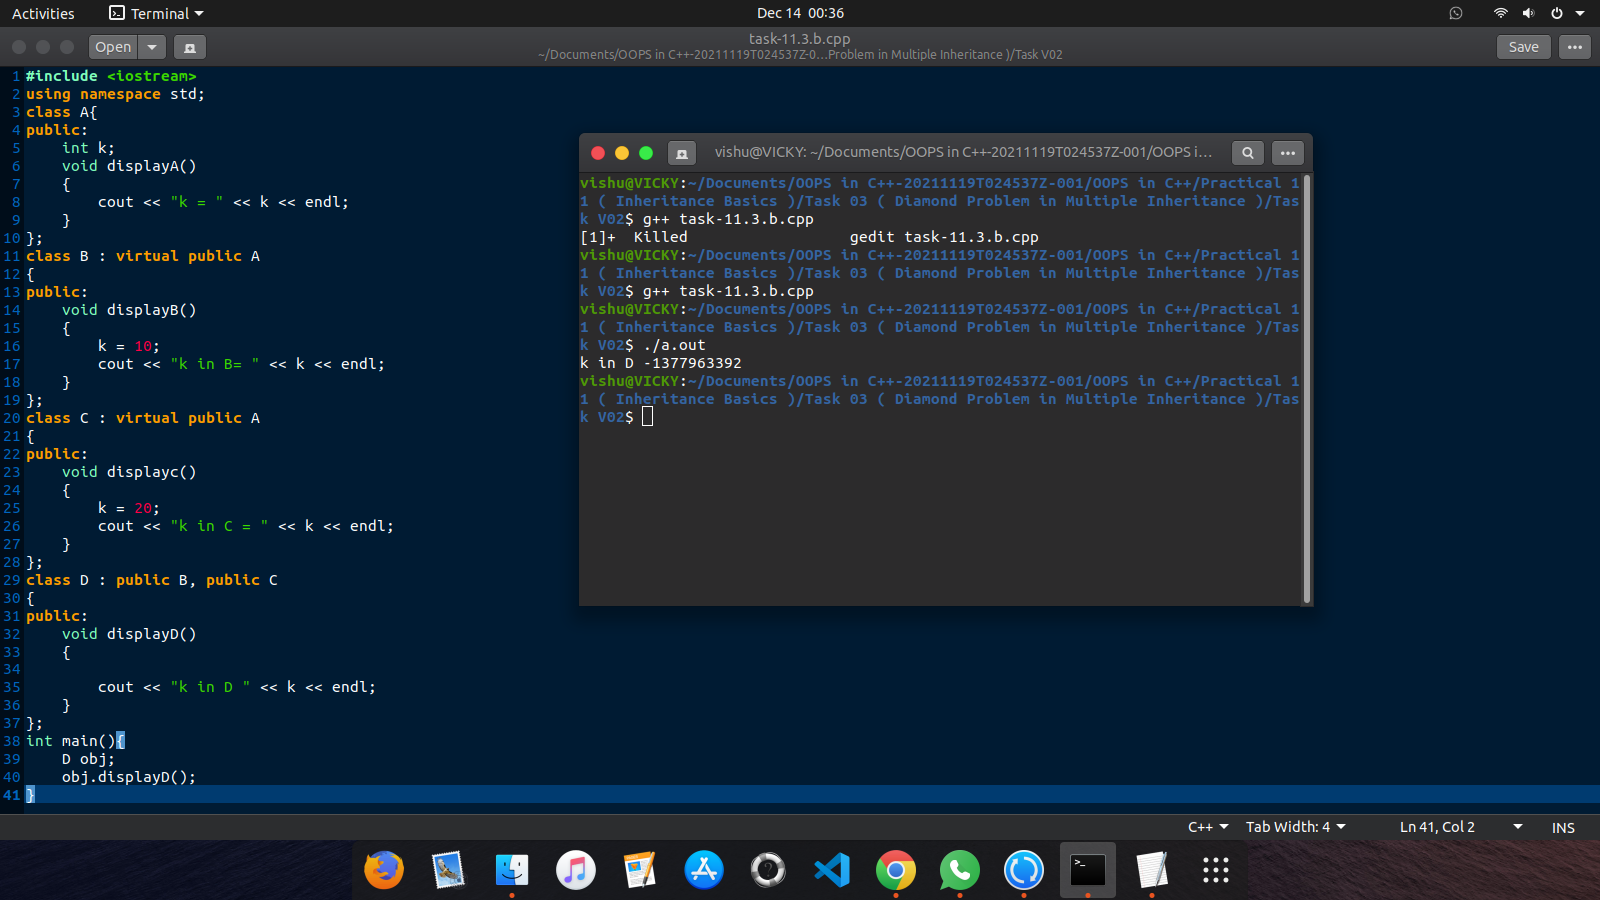 Activities Terminal Dec 14 00:36
Open task-11.3.b.cpp Save
~/Documents/OOPS in C++-20211119T024537Z-0...Problem in Multiple Inheritance )/Task V02
1 #include <iostream>
2 using namespace std;
3 class A{
4 public:
5     int k;
6     void displayA()
7     {
8         cout << "k = " << k << endl;
9     }
10 };
11 class B : virtual public A
12 {
13 public:
14     void displayB()
15     {
16         k = 10;
17         cout << "k in B= " << k << endl;
18     }
19 };
20 class C : virtual public A
21 {
22 public:
23     void displayc()
24     {
25         k = 20;
26         cout << "k in C = " << k << endl;
27     }
28 };
29 class D : public B, public C
30 {
31 public:
32     void displayD()
33     {
34
35         cout << "k in D " << k << endl;
36     }
37 };
38 int main(){
39     D obj;
40     obj.displayD();
41 }
vishu@VICKY: ~/Documents/OOPS in C++-20211119T024537Z-001/OOPS i...
vishu@VICKY:~/Documents/OOPS in C++-20211119T024537Z-001/OOPS in C++/Practical 1
1 ( Inheritance Basics )/Task 03 ( Diamond Problem in Multiple Inheritance )/Tas
k V02$ g++ task-11.3.b.cpp
[1]+  Killed                  gedit task-11.3.b.cpp
vishu@VICKY:~/Documents/OOPS in C++-20211119T024537Z-001/OOPS in C++/Practical 1
1 ( Inheritance Basics )/Task 03 ( Diamond Problem in Multiple Inheritance )/Tas
k V02$ g++ task-11.3.b.cpp
vishu@VICKY:~/Documents/OOPS in C++-20211119T024537Z-001/OOPS in C++/Practical 1
1 ( Inheritance Basics )/Task 03 ( Diamond Problem in Multiple Inheritance )/Tas
k V02$ ./a.out
k in D -1377963392
vishu@VICKY:~/Documents/OOPS in C++-20211119T024537Z-001/OOPS in C++/Practical 1
1 ( Inheritance Basics )/Task 03 ( Diamond Problem in Multiple Inheritance )/Tas
k V02$
C++ Tab Width: 4 Ln 41, Col 2 INS